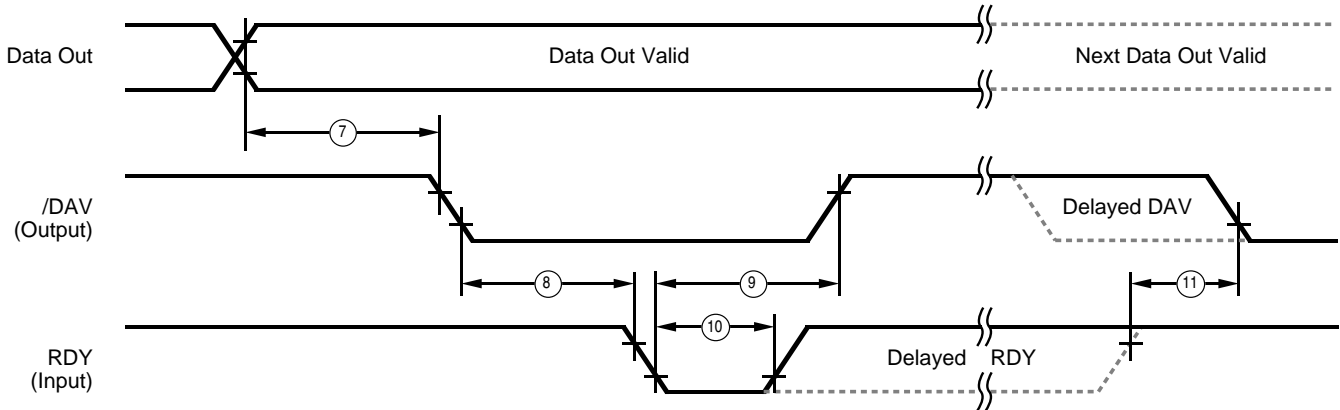 Data Out
Data Out Valid
Next Data Out Valid
7
/DAV
(Output)
Delayed DAV
8
9
11
10
RDY
(Input)
Delayed RDY